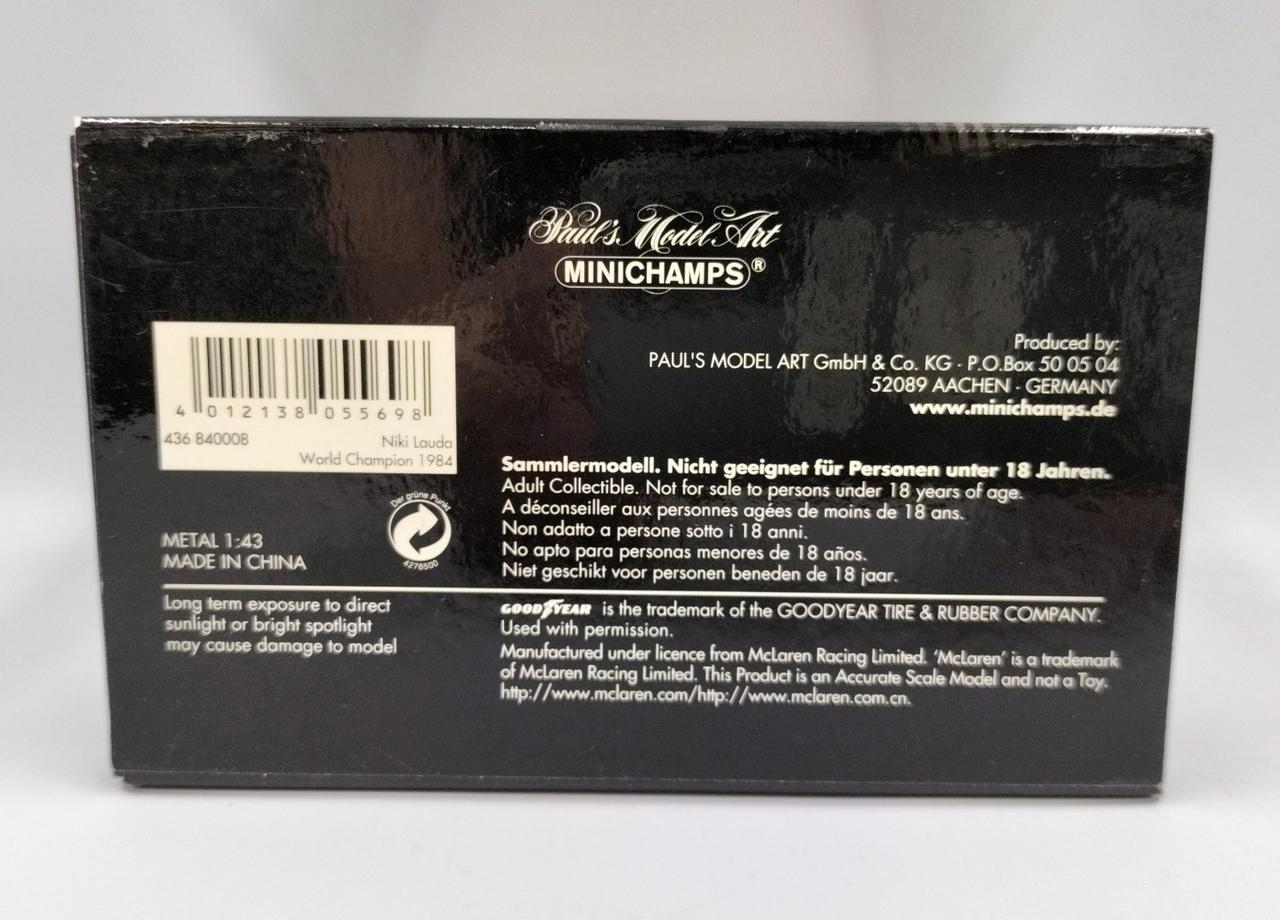 Paul's Model Art
MINICHAMPS®
Produced by:
PAUL'S MODEL ART GmbH & Co. KG · P.O.Box 50 05 04
52089 AACHEN · GERMANY
www.minichamps.de
4 012138 055698
436 840008 Niki Lauda
World Champion 1984
Sammlermodell. Nicht geeignet für Personen unter 18 Jahren.
Adult Collectible. Not for sale to persons under 18 years of age.
A déconseiller aux personnes agées de moins de 18 ans.
Non adatto a persone sotto i 18 anni.
No apto para personas menores de 18 años.
Niet geschikt voor personen beneden de 18 jaar.
Der grüne Punkt
4276500
METAL 1:43
MADE IN CHINA
Long term exposure to direct
sunlight or bright spotlight
may cause damage to model
GOODYEAR is the trademark of the GOODYEAR TIRE & RUBBER COMPANY.
Used with permission.
Manufactured under licence from McLaren Racing Limited. 'McLaren' is a trademark
of McLaren Racing Limited. This Product is an Accurate Scale Model and not a Toy.
http://www.mclaren.com/http://www.mclaren.com.cn.